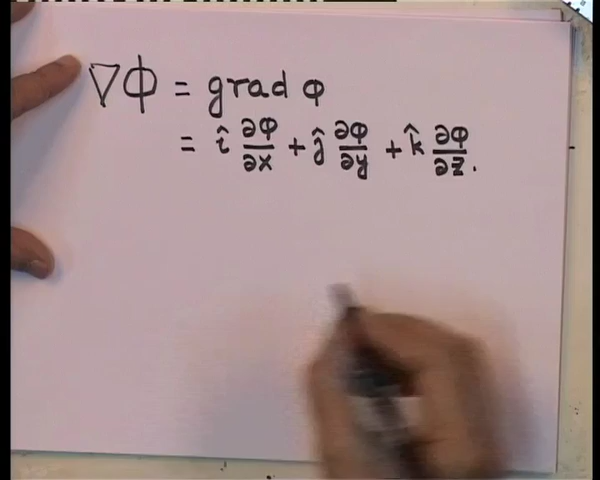 ∇Φ = grad φ
= î ∂φ/∂x + ĵ ∂φ/∂y + k̂ ∂φ/∂z.